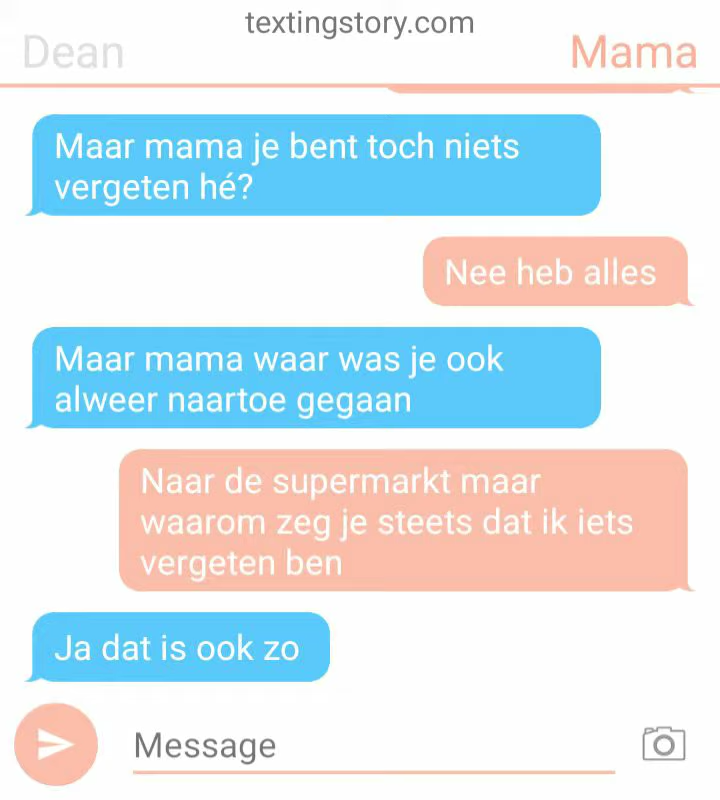 textingstory.com
Dean
Mama
Maar mama je bent toch niets
vergeten hé?
Nee heb alles
Maar mama waar was je ook
alweer naartoe gegaan
Naar de supermarkt maar
waarom zeg je steets dat ik iets
vergeten ben
Ja dat is ook zo
Message